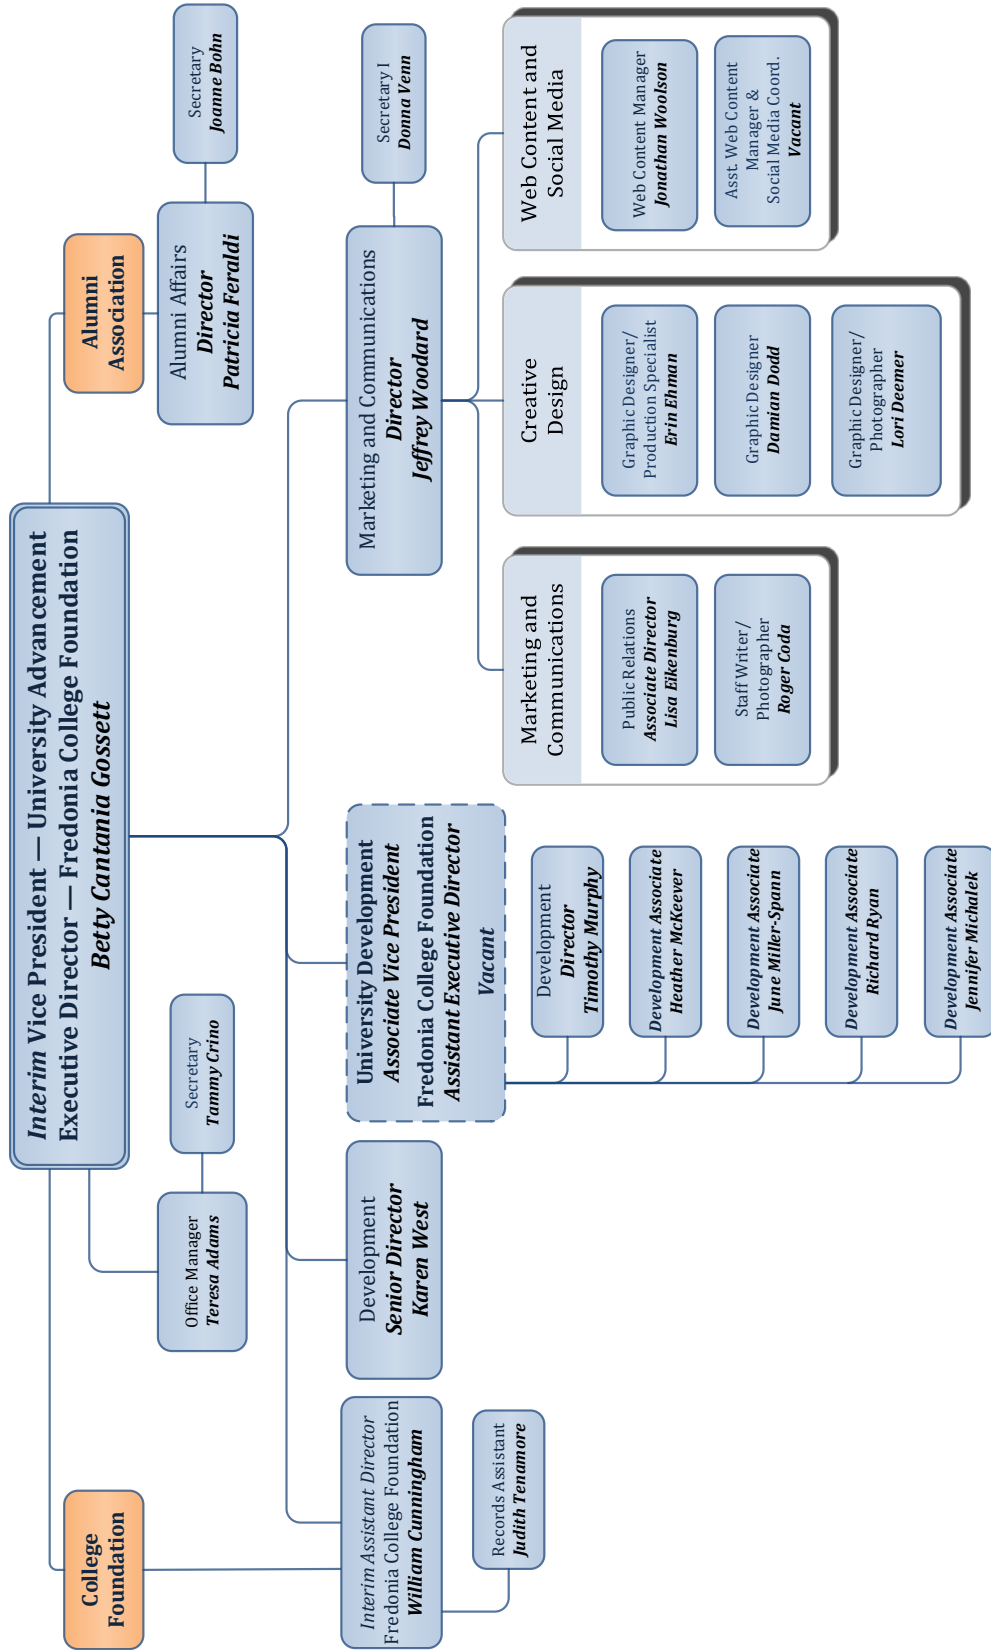 Interim Vice President — University Advancement
Executive Director — Fredonia College Foundation
Betty Cantania Gossett
College
Foundation
Alumni
Association
Office Manager
Teresa Adams
Secretary
Tammy Crino
Alumni Affairs
Director
Patricia Feraldi
Secretary
Joanne Bohn
Interim Assistant Director
Fredonia College Foundation
William Cunningham
Records Assistant
Judith Tenamore
Development
Senior Director
Karen West
University Development
Associate Vice President
Fredonia College Foundation
Assistant Executive Director
Vacant
Development
Director
Timothy Murphy
Development Associate
Heather McKeever
Development Associate
June Miller-Spann
Development Associate
Richard Ryan
Development Associate
Jennifer Michalek
Marketing and Communications
Director
Jeffrey Woodard
Secretary I
Donna Venn
Marketing and
Communications
Public Relations
Associate Director
Lisa Eikenburg
Staff Writer/
Photographer
Roger Coda
Creative
Design
Graphic Designer/
Production Specialist
Erin Ehman
Graphic Designer
Damian Dodd
Graphic Designer/
Photographer
Lori Deemer
Web Content and
Social Media
Web Content Manager
Jonathan Woolson
Asst. Web Content
Manager &
Social Media Coord.
Vacant